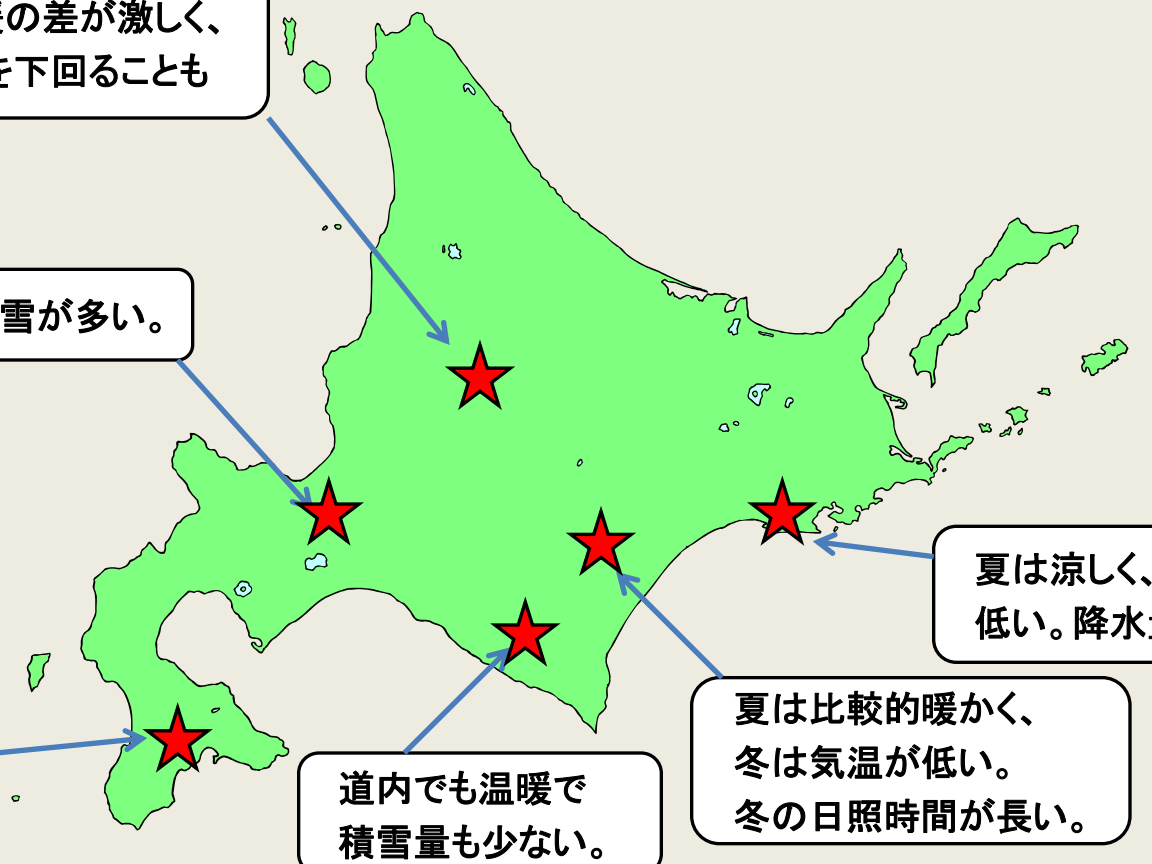 の差が激しく、
を下回ることも
雪が多い。
夏は涼しく、
低い。降水
夏は比較的暖かく、
冬は気温が低い。
冬の日照時間が長い。
道内でも温暖で
積雪量も少ない。